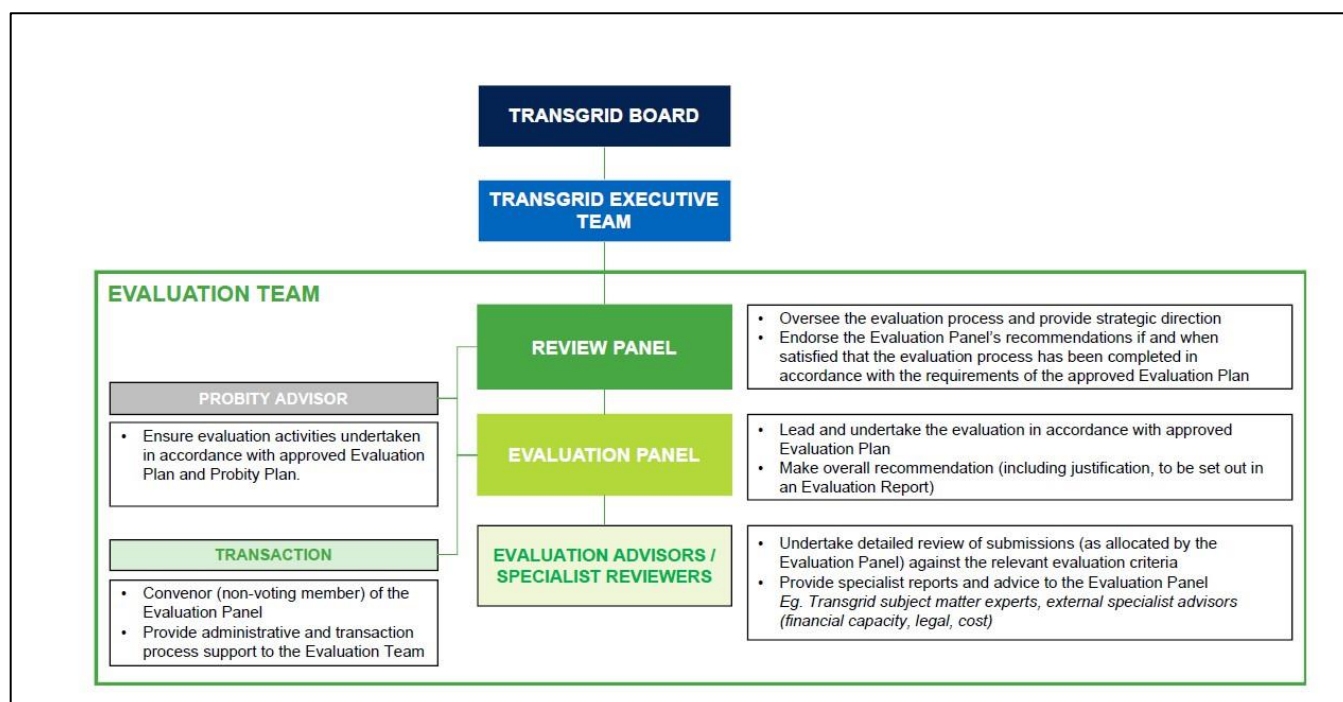 TRANSGRID BOARD
TRANSGRID EXECUTIVE
TEAM
EVALUATION TEAM
REVIEW PANEL
• Oversee the evaluation process and provide strategic direction
• Endorse the Evaluation Panel's recommendations if and when
satisfied that the evaluation process has been completed in
accordance with the requirements of the approved Evaluation Plan
PROBITY ADVISOR
• Ensure evaluation activities undertaken
in accordance with approved Evaluation
Plan and Probity Plan.
EVALUATION PANEL
• Lead and undertake the evaluation in accordance with approved
Evaluation Plan
• Make overall recommendation (including justification, to be set out in
an Evaluation Report)
TRANSACTION
• Convenor (non-voting member) of the
Evaluation Panel
• Provide administrative and transaction
process support to the Evaluation Team
EVALUATION ADVISORS /
SPECIALIST REVIEWERS
• Undertake detailed review of submissions (as allocated by the
Evaluation Panel) against the relevant evaluation criteria
• Provide specialist reports and advice to the Evaluation Panel
Eg. Transgrid subject matter experts, external specialist advisors
(financial capacity, legal, cost)